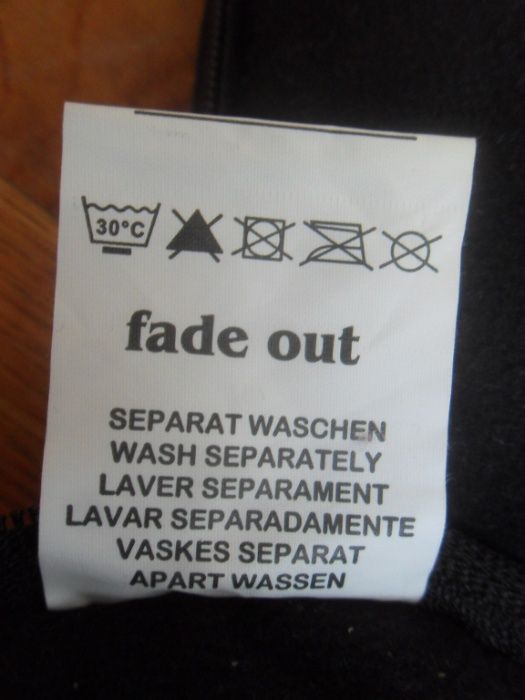 30°C
fade out
SEPARAT WASCHEN
WASH SEPARATELY
LAVER SEPARAMENT
LAVAR SEPARADAMENTE
VASKES SEPARAT
APART WASSEN